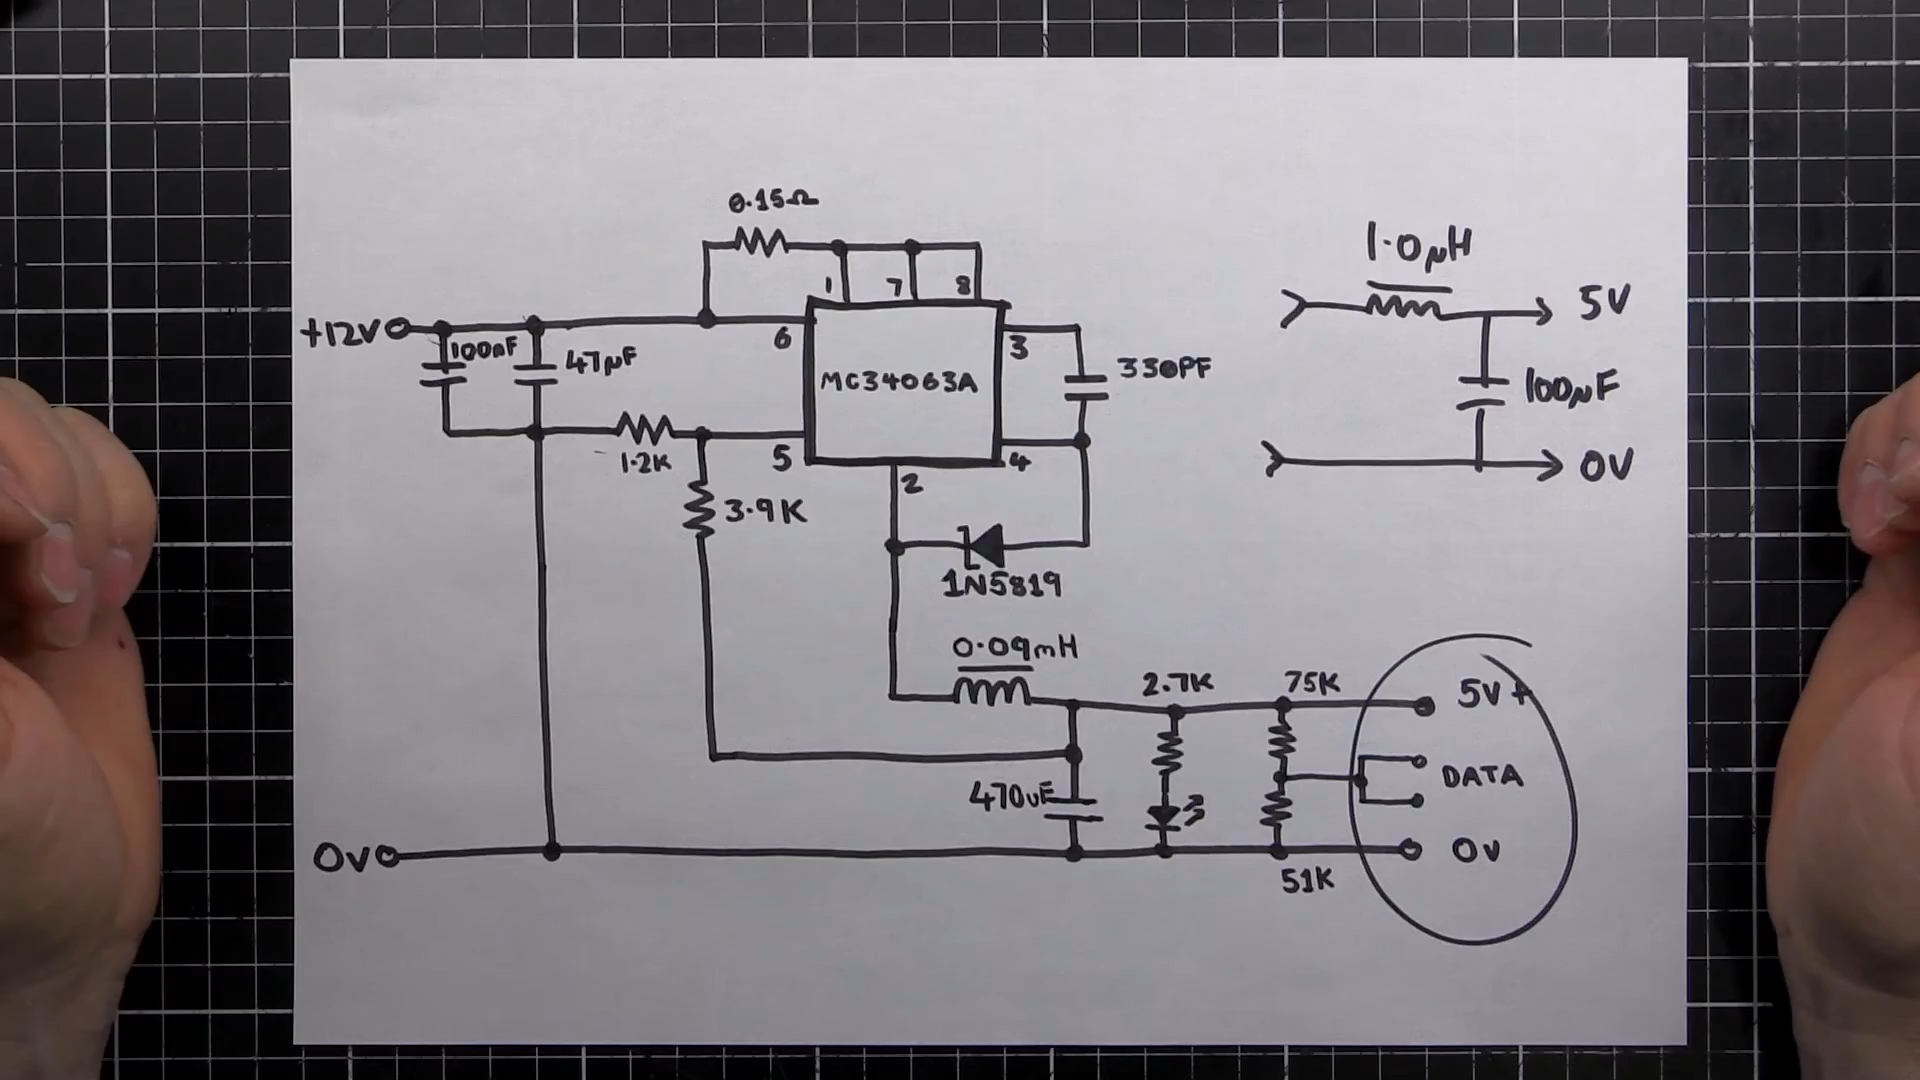 0.15Ω
1 7 8
+12V
100nF
47µF
6
3
MC34063A
330PF
1.2K
5
4
2
3.9K
1N5819
0.09mH
2.7K
75K
5V+
470uF
DATA
0V
0V
51K
1.0µH
5V
100µF
0V